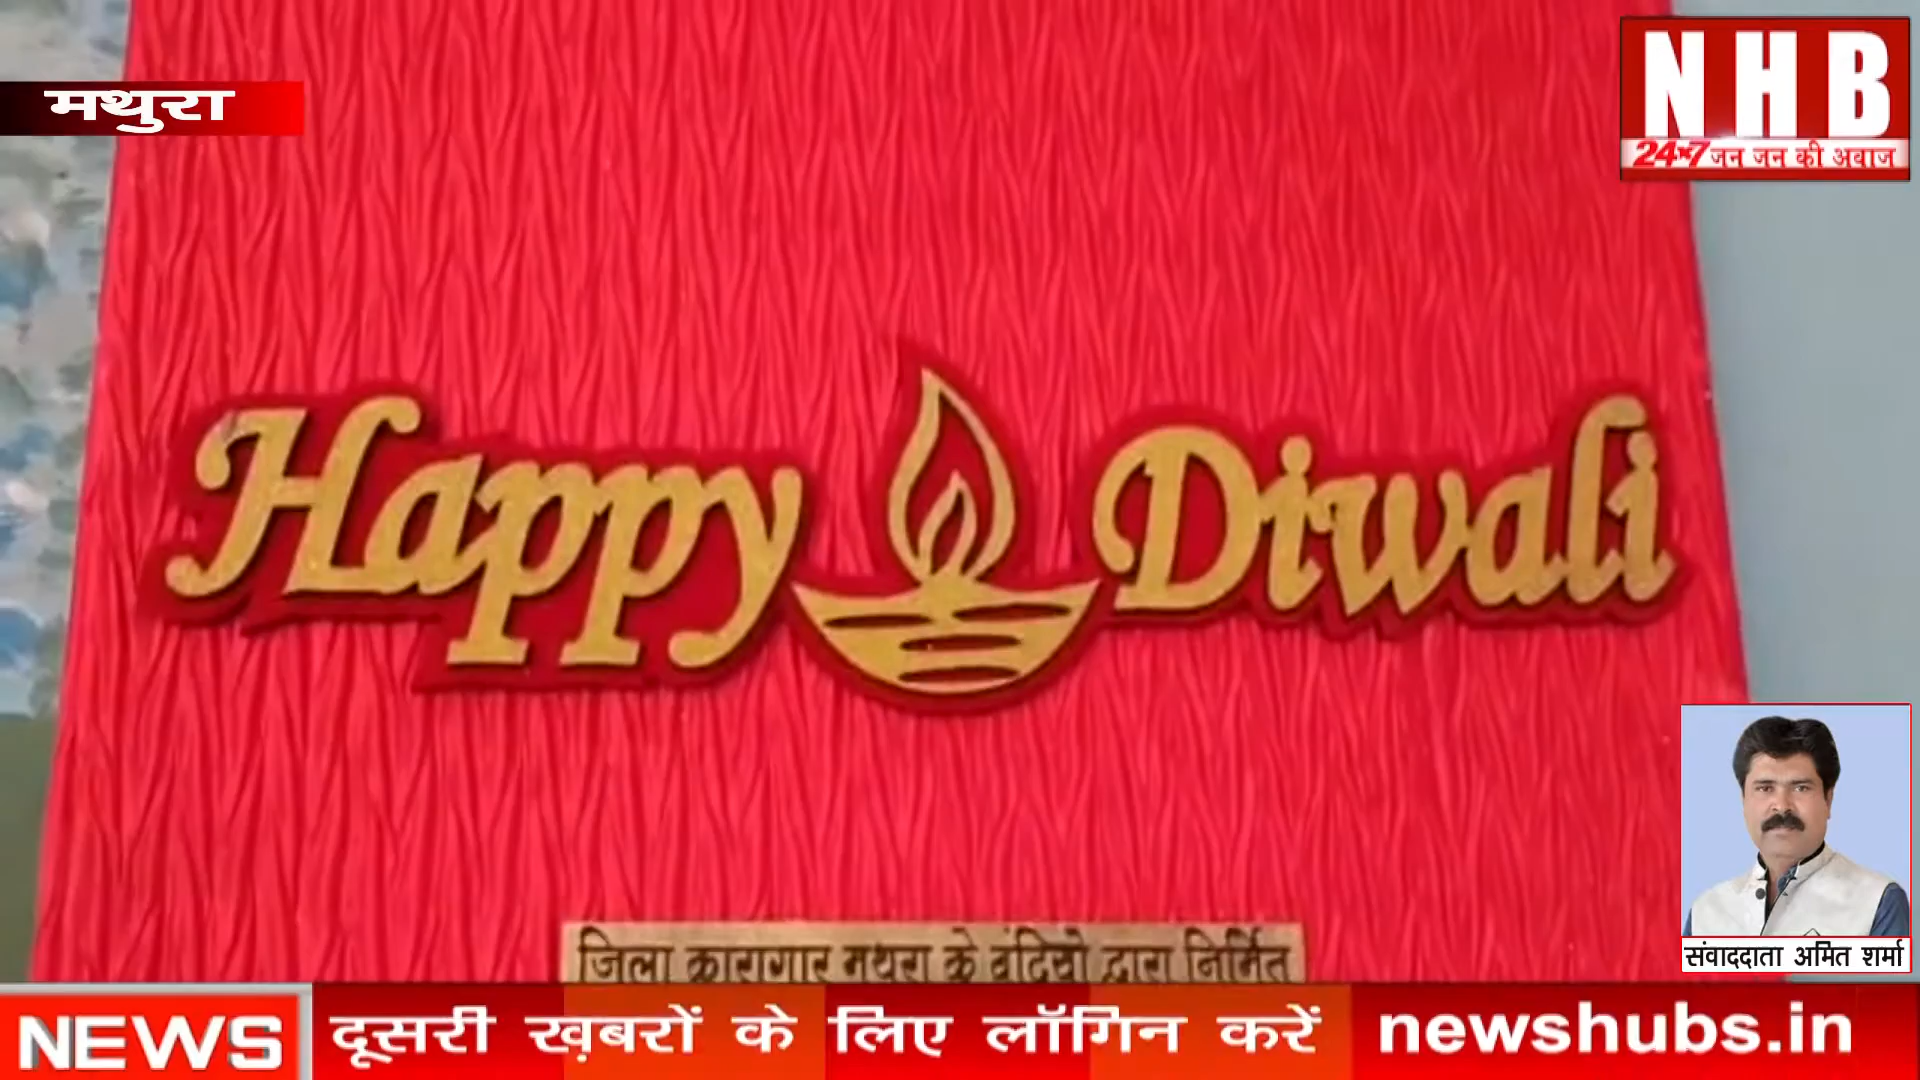 मथुरा
NHB
24x7 जन जन की अवाज
Happy Diwali
जिला कारागार मथुरा के बंदियो द्वारा निर्मित
संवाददाता अमित शर्मा
NEWS दूसरी ख़बरों के लिए लॉगिन करें newshubs.in